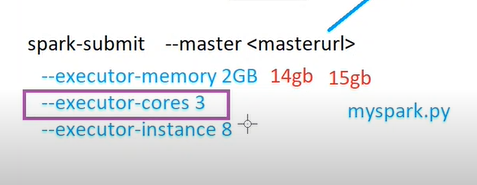 spark-submit --master <masterurl>
--executor-memory 2GB 14gb 15gb
--executor-cores 3
myspark.py
--executor-instance 8